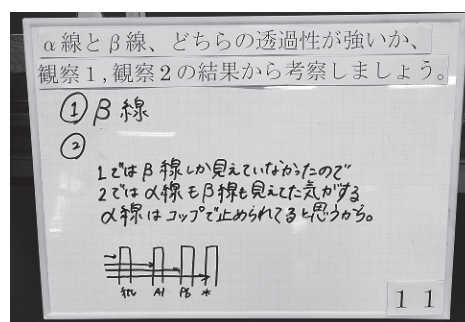 α線とβ線、どちらの透過性が強いか、
観察1,観察2の結果から考察しましょう。
① β線
②
1ではβ線しか見えていなかったので
2ではα線もβ線も見えてた気がする
α線はコップで止められてると思うから。
紙 Al Pb 水
11